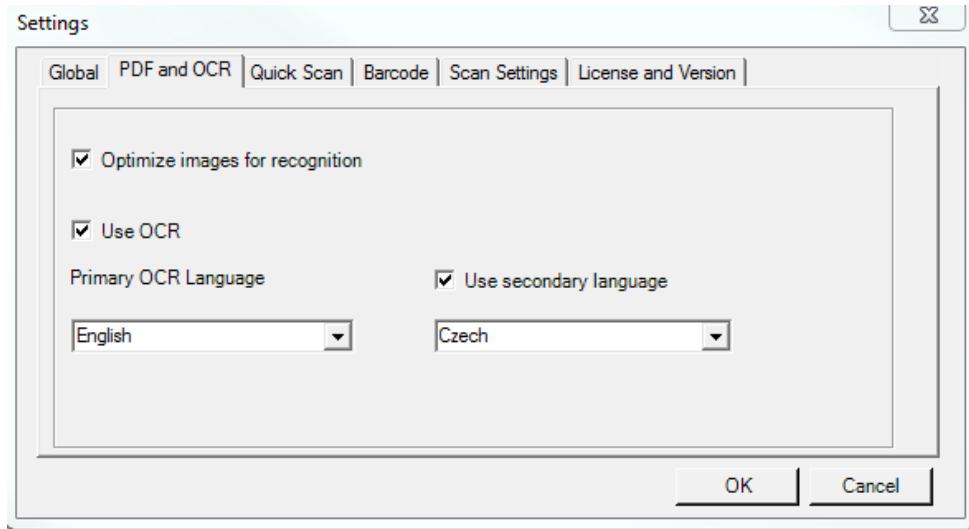 Settings
Global PDF and OCR Quick Scan Barcode Scan Settings License and Version
Optimize images for recognition
Use OCR
Primary OCR Language Use secondary language
English Czech
OK Cancel